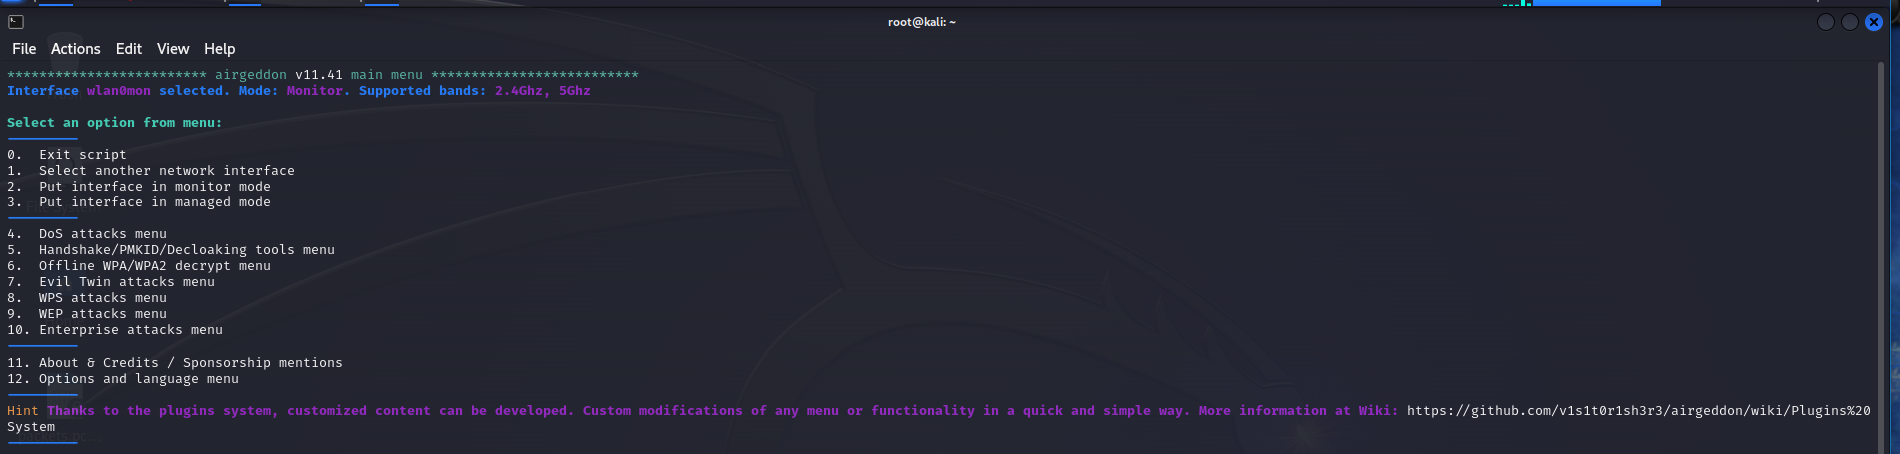 root@kali: ~
File Actions Edit View Help
************************* airgeddon v11.41 main menu **************************
Interface wlan0mon selected. Mode: Monitor. Supported bands: 2.4Ghz, 5Ghz
Select an option from menu:
0. Exit script
1. Select another network interface
2. Put interface in monitor mode
3. Put interface in managed mode
4. DoS attacks menu
5. Handshake/PMKID/Decloaking tools menu
6. Offline WPA/WPA2 decrypt menu
7. Evil Twin attacks menu
8. WPS attacks menu
9. WEP attacks menu
10. Enterprise attacks menu
11. About & Credits / Sponsorship mentions
12. Options and language menu
Hint Thanks to the plugins system, customized content can be developed. Custom modifications of any menu or functionality in a quick and simple way. More information at Wiki: https://github.com/v1s1t0r1sh3r3/airgeddon/wiki/Plugins%20
System